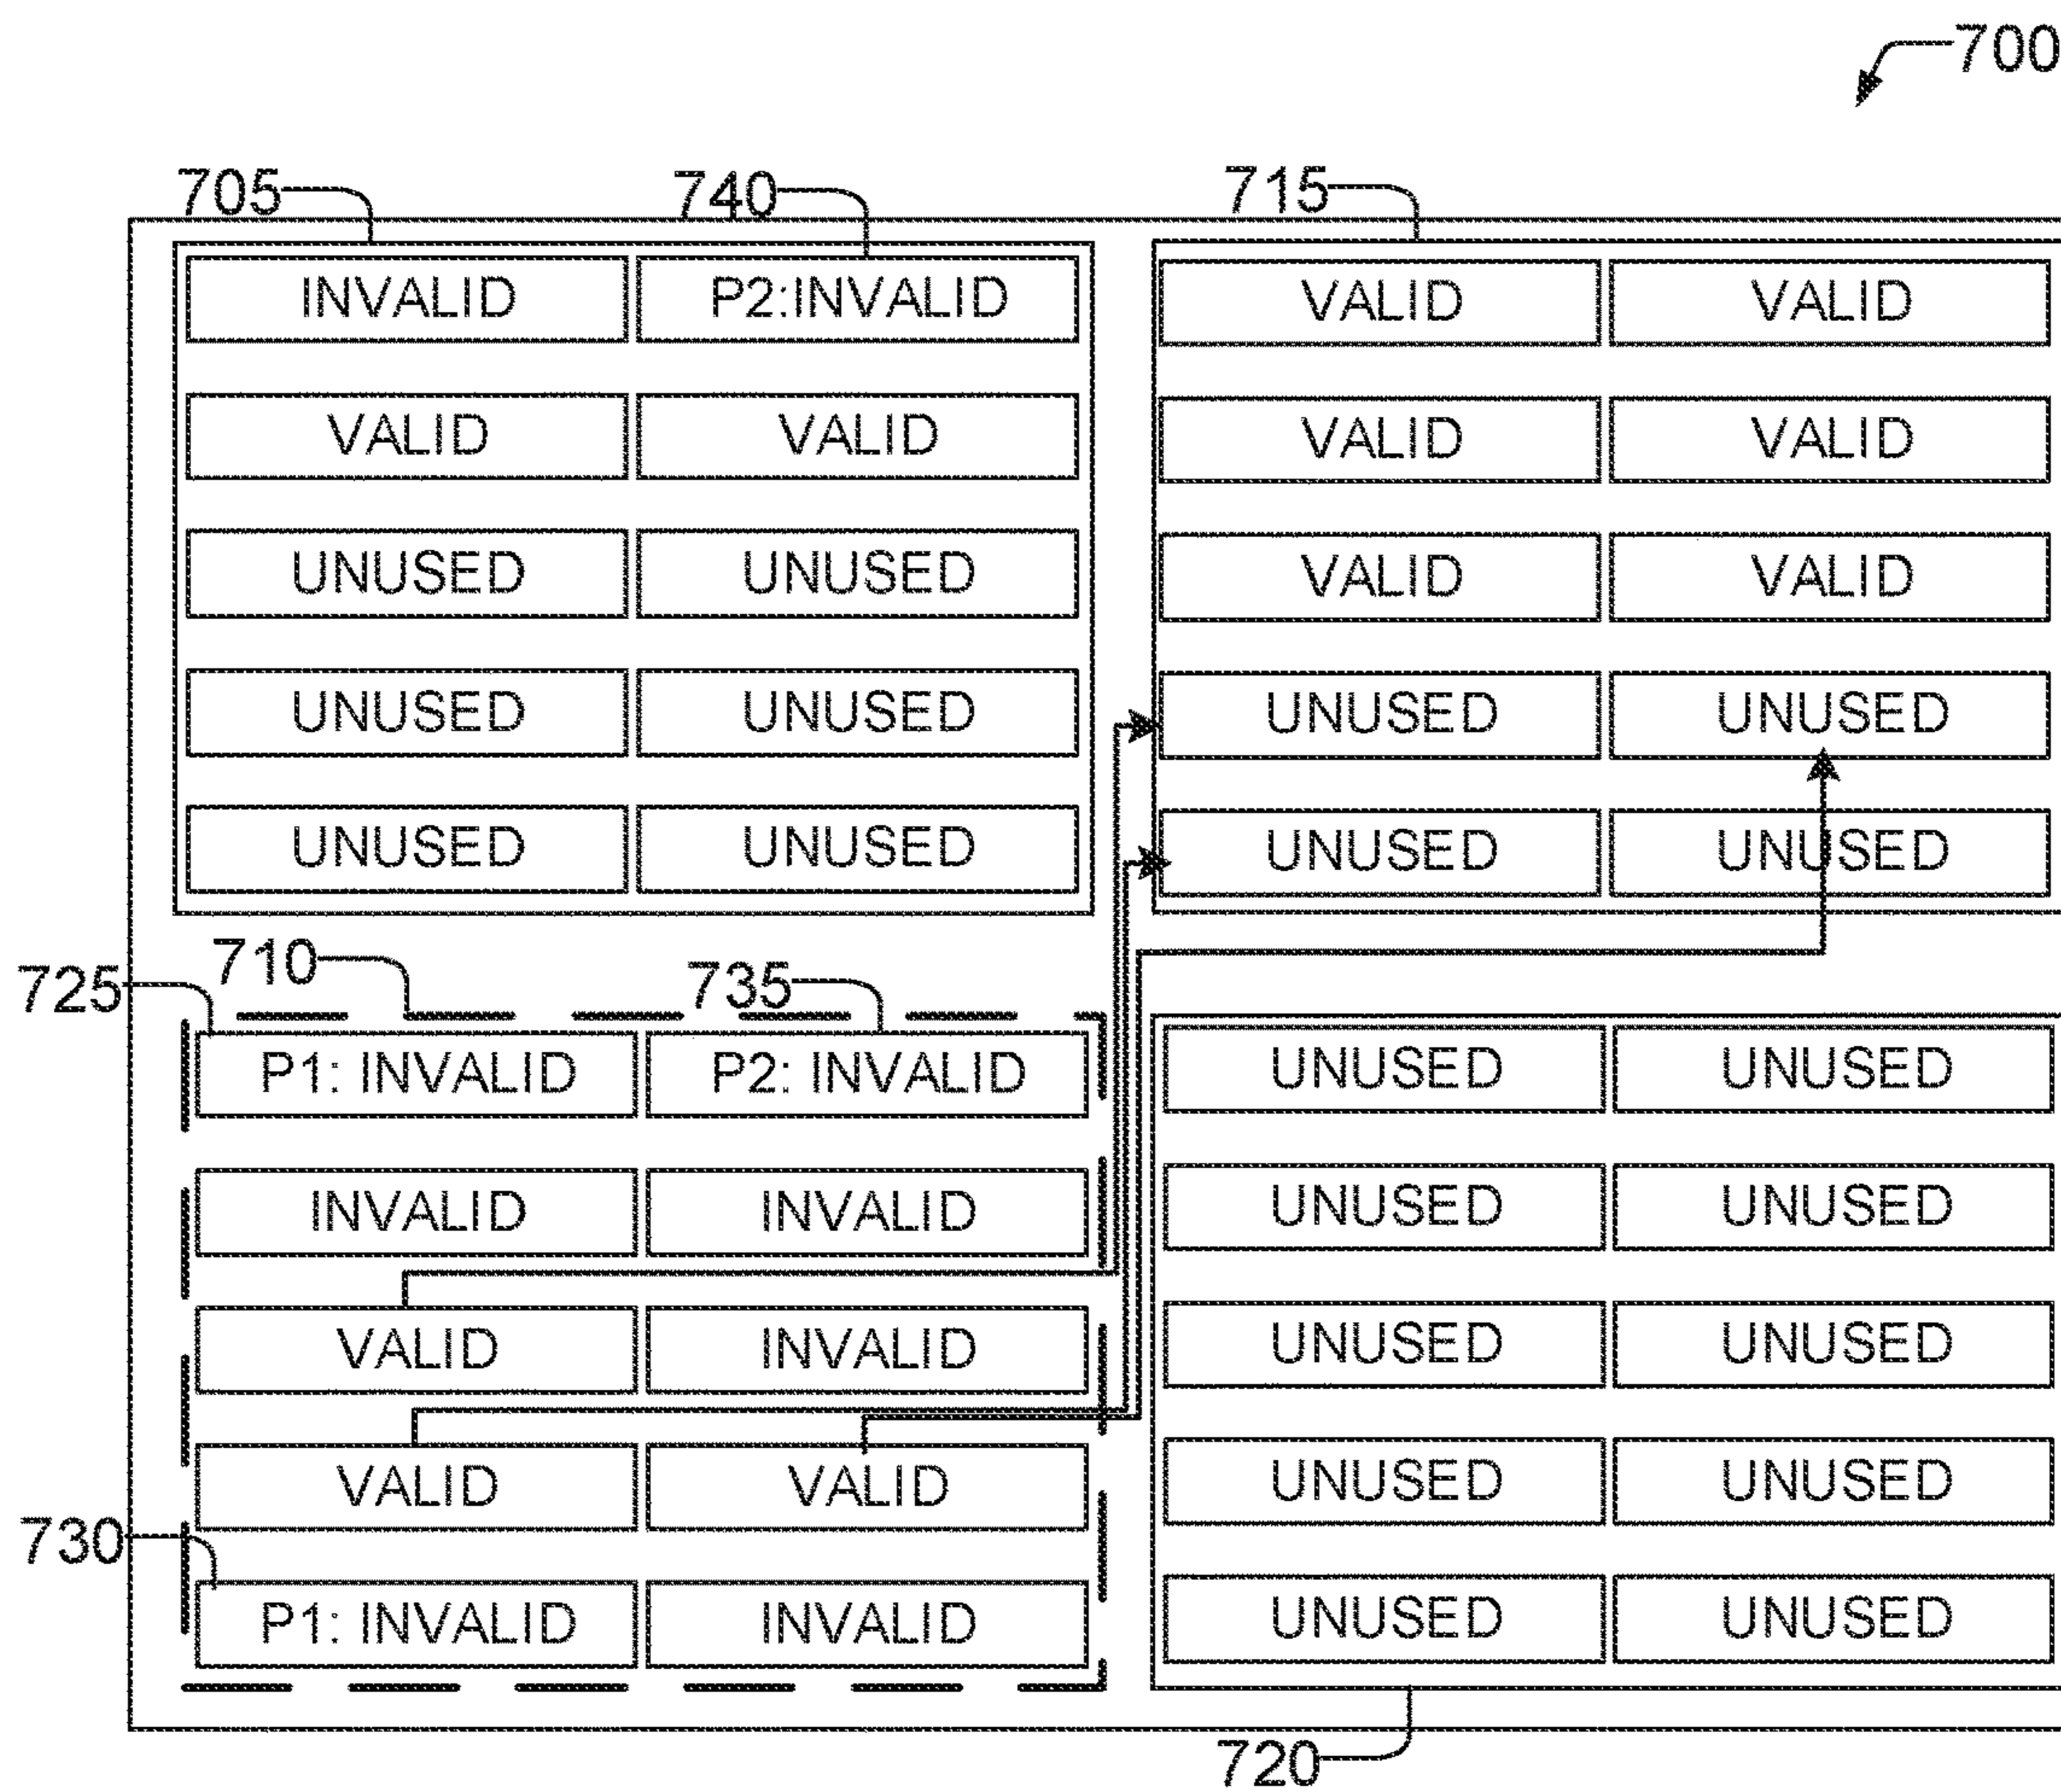 700
705 740 715
INVALID P2:INVALID VALID VALID
VALID VALID VALID VALID
UNUSED UNUSED VALID VALID
UNUSED UNUSED UNUSED UNUSED
UNUSED UNUSED UNUSED UNUSED
725 710 735
P1: INVALID P2: INVALID UNUSED UNUSED
INVALID INVALID UNUSED UNUSED
VALID INVALID UNUSED UNUSED
VALID VALID UNUSED UNUSED
730
P1: INVALID INVALID UNUSED UNUSED
720